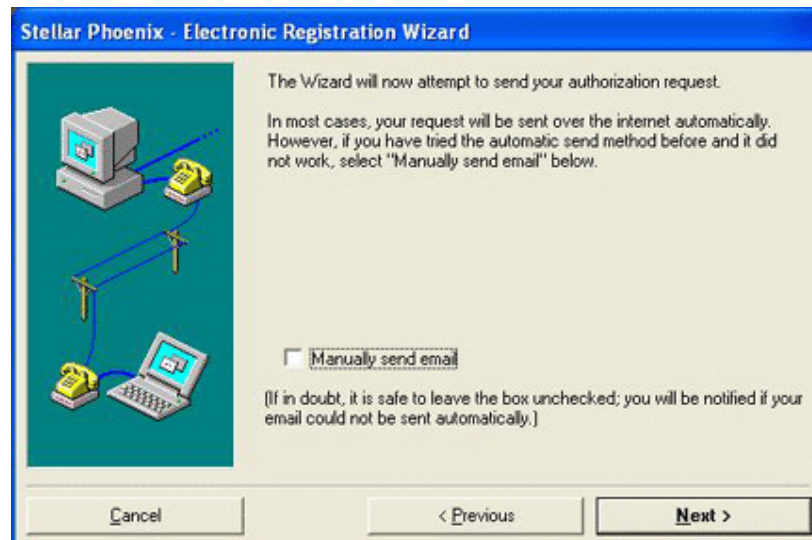 Stellar Phoenix - Electronic Registration Wizard
The Wizard will now attempt to send your authorization request.
In most cases, your request will be sent over the internet automatically.
However, if you have tried the automatic send method before and it did
not work, select "Manually send email" below.
Manually send email
(If in doubt, it is safe to leave the box unchecked; you will be notified if your
email could not be sent automatically.)
Cancel
< Previous
Next >